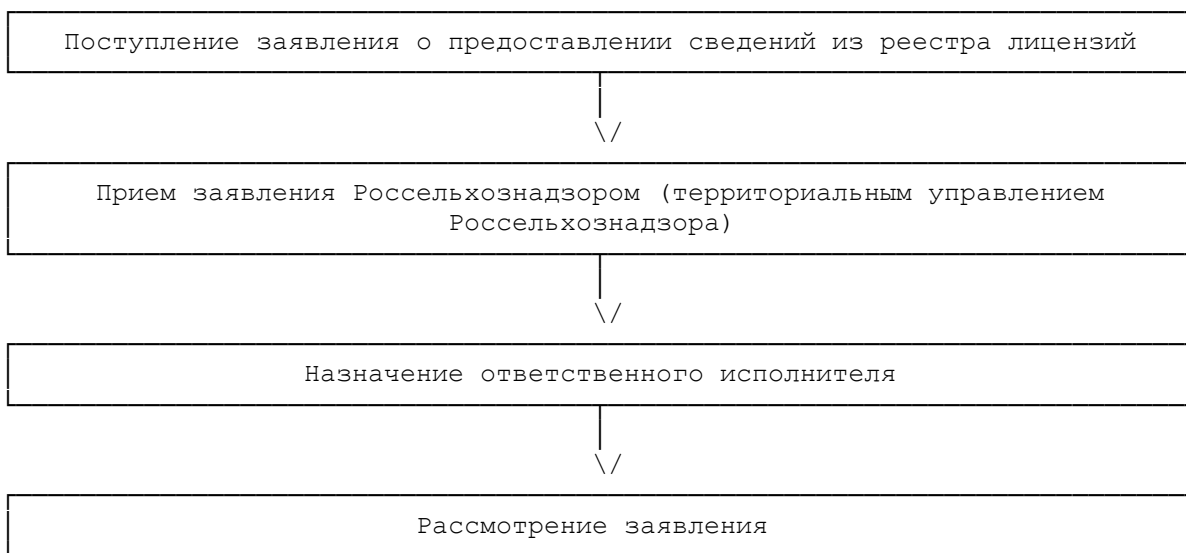 Поступление заявления о предоставлении сведений из реестра лицензий
\/
Прием заявления Россельхознадзором (территориальным управлением
Россельхознадзора)
\/
Назначение ответственного исполнителя
\/
Рассмотрение заявления